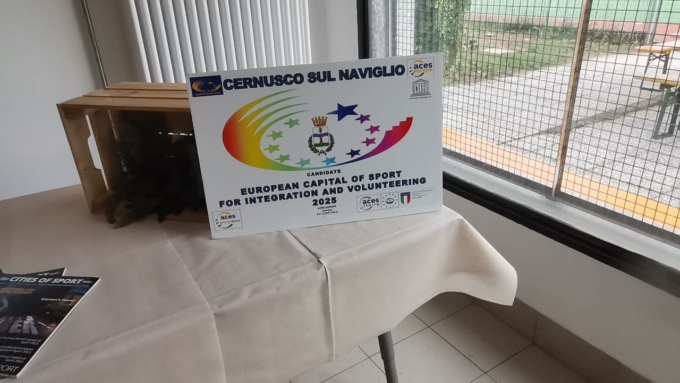 CERNUSCO SUL NAVIGLIO
aces
UNESCO
CANDIDATE
EUROPEAN CAPITAL OF SPORT
FOR INTEGRATION AND VOLUNTEERING
2025
aces
aces
CITIES OF SPORT